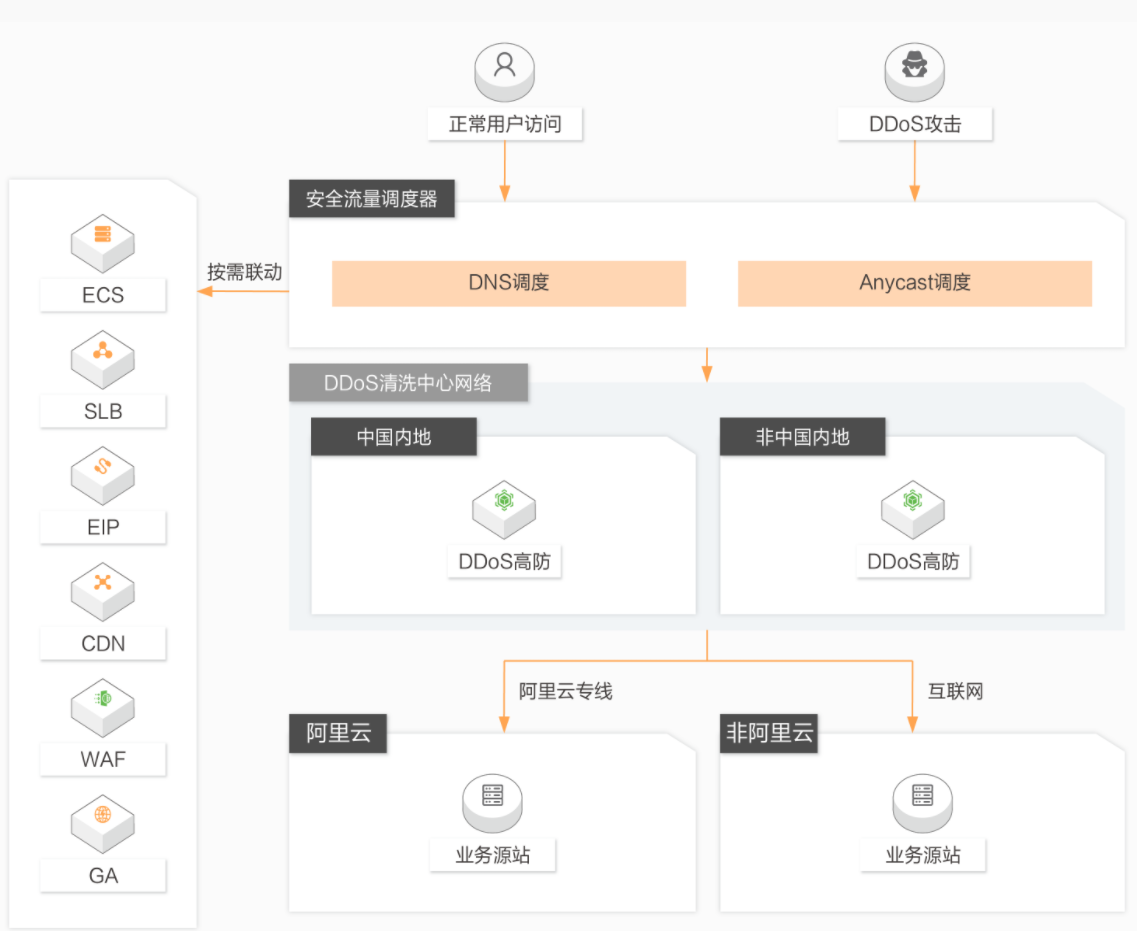 正常用户访问
DDoS攻击
安全流量调度器
DNS调度
Anycast调度
按需联动
ECS
SLB
EIP
CDN
WAF
GA
DDoS清洗中心网络
中国内地
非中国内地
DDoS高防
DDoS高防
阿里云专线
互联网
阿里云
非阿里云
业务源站
业务源站